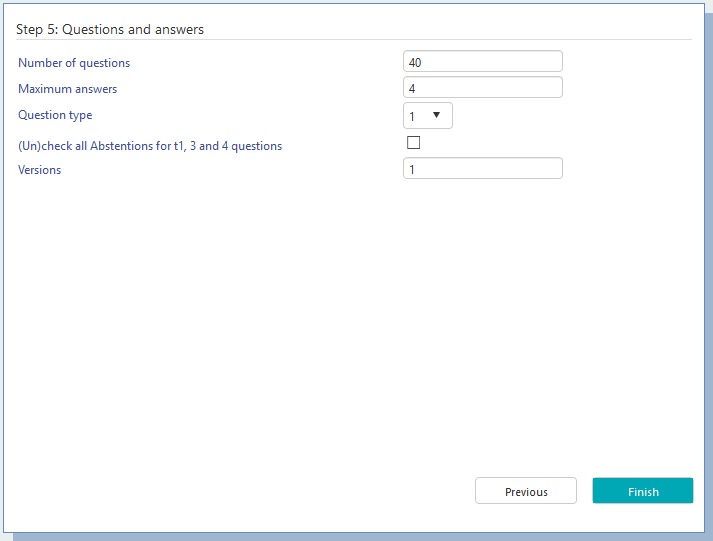 Step 5: Questions and answers
Number of questions 40
Maximum answers 4
Question type 1
(Un)check all Abstentions for t1, 3 and 4 questions
Versions 1
Previous Finish